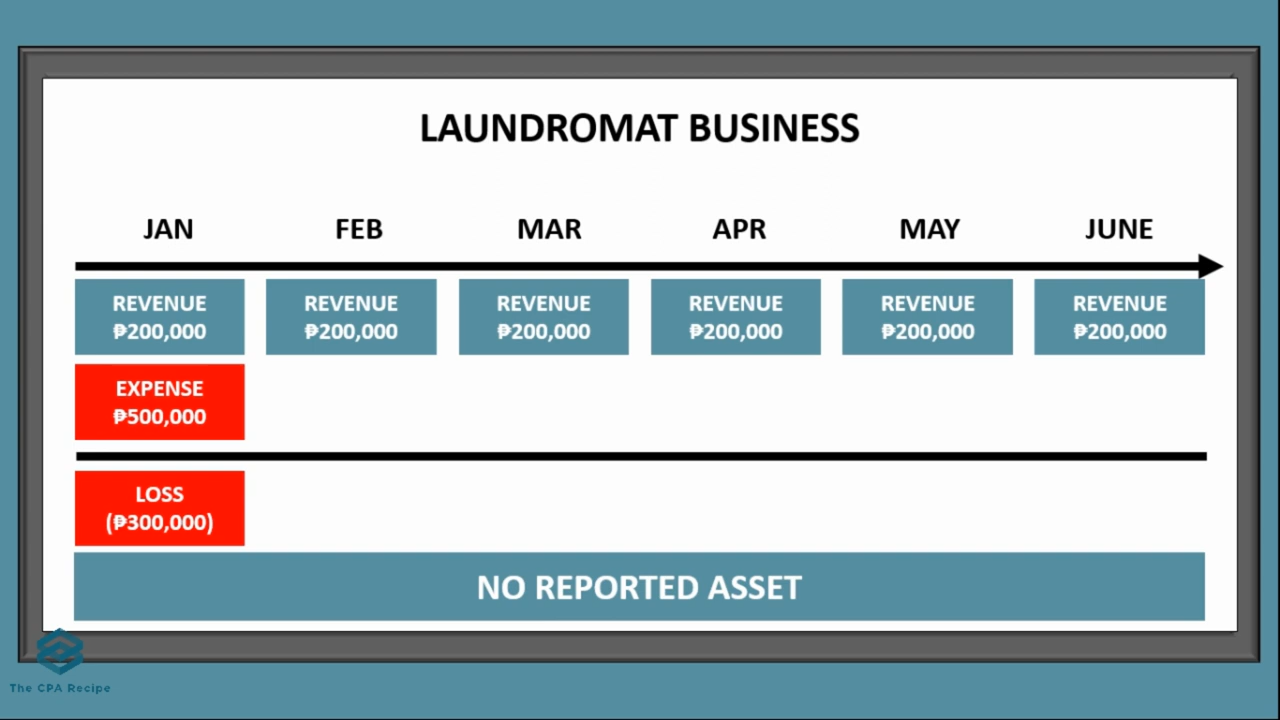 LAUNDROMAT BUSINESS
JAN FEB MAR APR MAY JUNE
REVENUE REVENUE REVENUE REVENUE REVENUE REVENUE
₱200,000 ₱200,000 ₱200,000 ₱200,000 ₱200,000 ₱200,000
EXPENSE
₱500,000
LOSS
(₱300,000)
NO REPORTED ASSET
The CPA Recipe